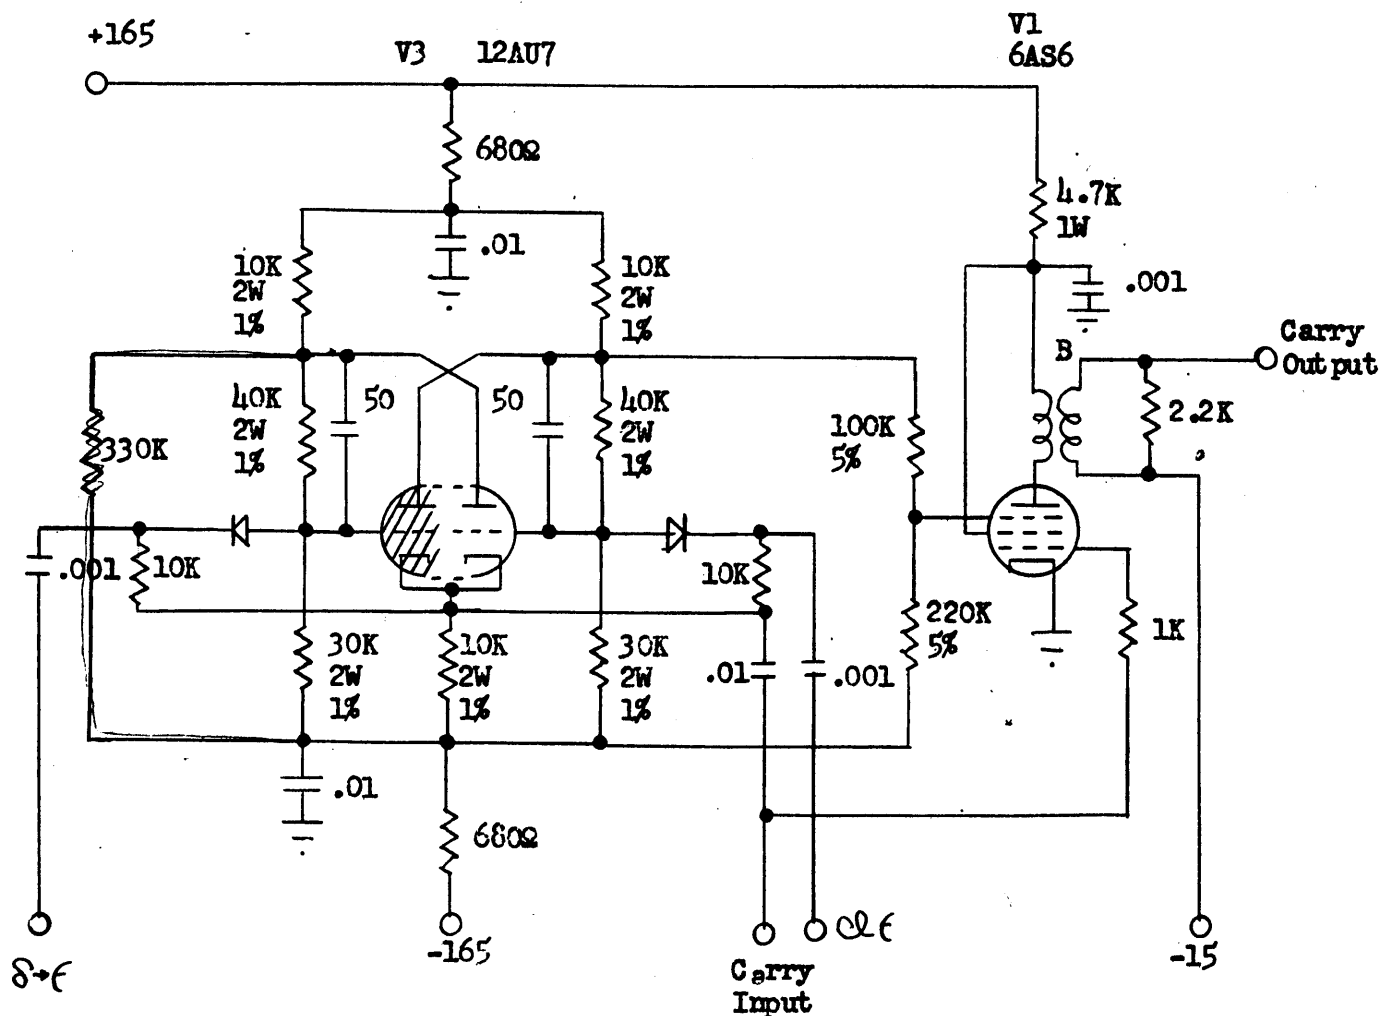 +165
V3 12AU7
V1
6AS6
680Ω
4.7K
1W
.01
10K
2W
1%
10K
2W
1%
.001
Carry
Output
B
40K
2W
1%
50
50
40K
2W
1%
2.2K
330K
100K
5%
.001
10K
10K
30K
2W
1%
10K
2W
1%
30K
2W
1%
220K
5%
1K
.01
.001
.01
680Ω
δ→ϵ
-165
Carry
Input
-15